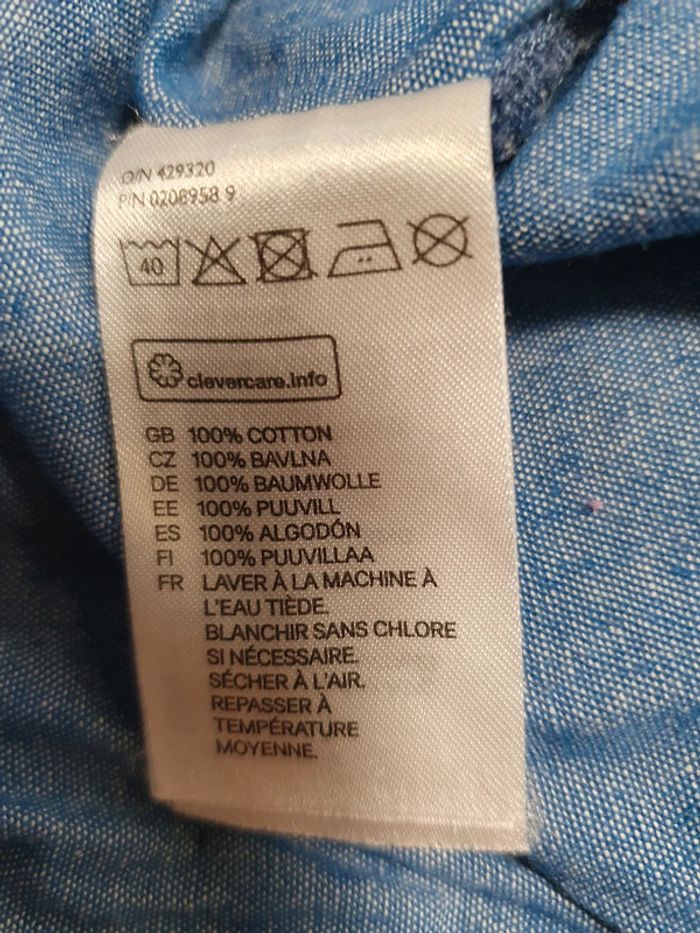 O/N 429320
P/N 0208958 9
40
clevercare.info
GB 100% COTTON
CZ 100% BAVLNA
DE 100% BAUMWOLLE
EE 100% PUUVILL
ES 100% ALGODÓN
FI 100% PUUVILLAA
FR LAVER À LA MACHINE À
L'EAU TIÈDE.
BLANCHIR SANS CHLORE
SI NÉCESSAIRE.
SÉCHER À L'AIR.
REPASSER À
TEMPÉRATURE
MOYENNE.